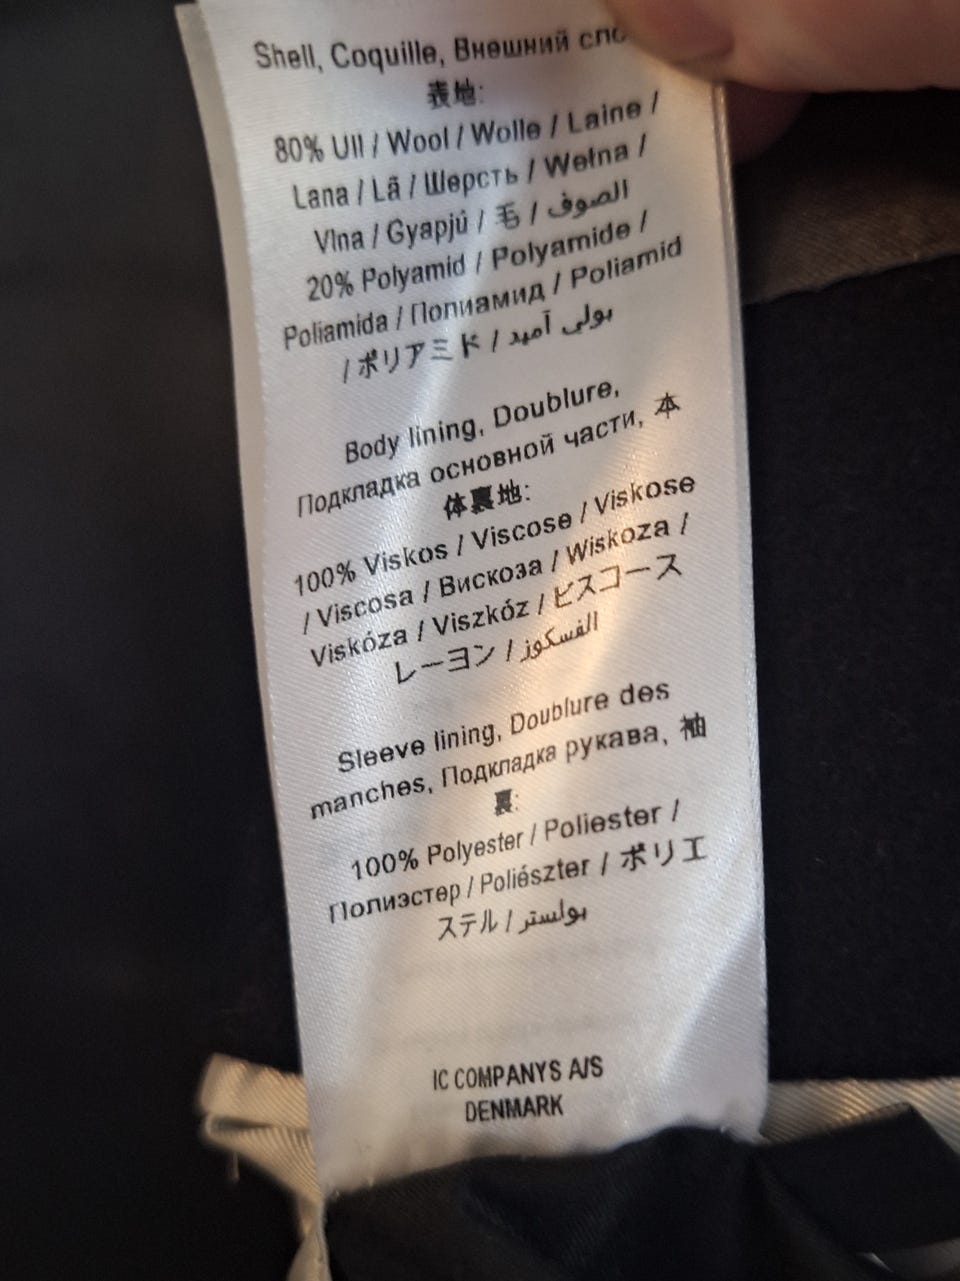 Shell, Coquille, Внешний
表地:
80% Ull / Wool / Wolle / Laine /
Lana / Lã / Шерсть / Wełna /
Vlna / Gyapjú / 毛 / الصوف
20% Polyamid / Polyamide /
Poliamida / Полиамид / Poliamid
/ ポリアミド / بولي آميد
Body lining, Doublure,
Подкладка основной части, 本
体裏地:
100% Viskos / Viscose / Viskose
/ Viscosa / Вискоза / Wiskoza /
Viskóza / Viszkóz / ビスコース
レーヨン / الفسكوز
Sleeve lining, Doublure des
manches, Подкладка рукава, 袖
裏:
100% Polyester / Poliester /
Полиэстер / Poliészter / ポリエ
ステル / بولستر
IC COMPANYS A/S
DENMARK